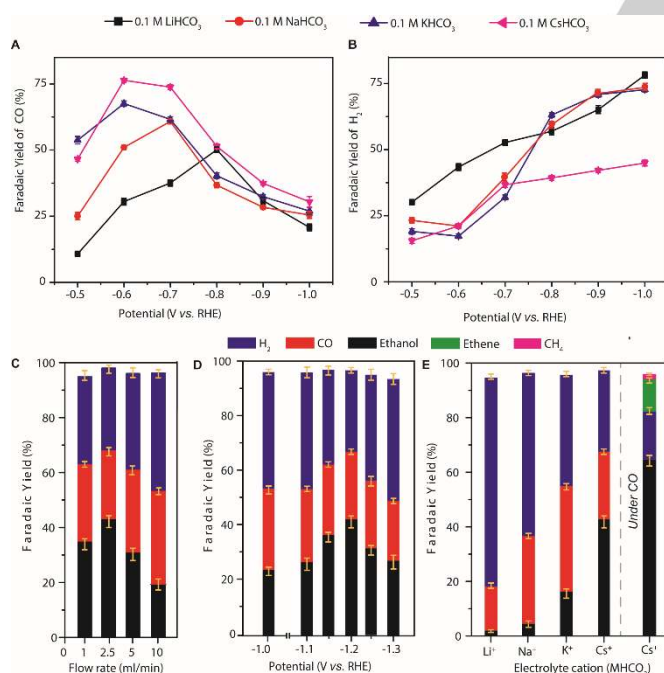 0.1 M LiHCO₃ 0.1 M NaHCO₃ 0.1 M KHCO₃ 0.1 M CsHCO₃
A
Faradaic Yield of CO (%)
75
50
25
0
-0.5 -0.6 -0.7 -0.8 -0.9 -1.0
Potential (V vs. RHE)
B
Faradaic Yield of H₂ (%)
75
50
25
0
-0.5 -0.6 -0.7 -0.8 -0.9 -1.0
Potential (V vs. RHE)
H₂ CO Ethanol Ethene CH₄
C
Faradaic Yield (%)
100
80
60
40
20
0 1 2.5 5 10
Flow rate (ml/min)
D
Faradaic Yield (%)
100
80
60
40
20
0
-1.0 -1.1 -1.2 -1.3
Potential (V vs. RHE)
E
Faradaic Yield (%)
100
80
60
40
20
0
Under CO
Li⁺ Na⁺ K⁺ Cs⁺ Cs⁺
Electrolyte cation (MHCO₃)